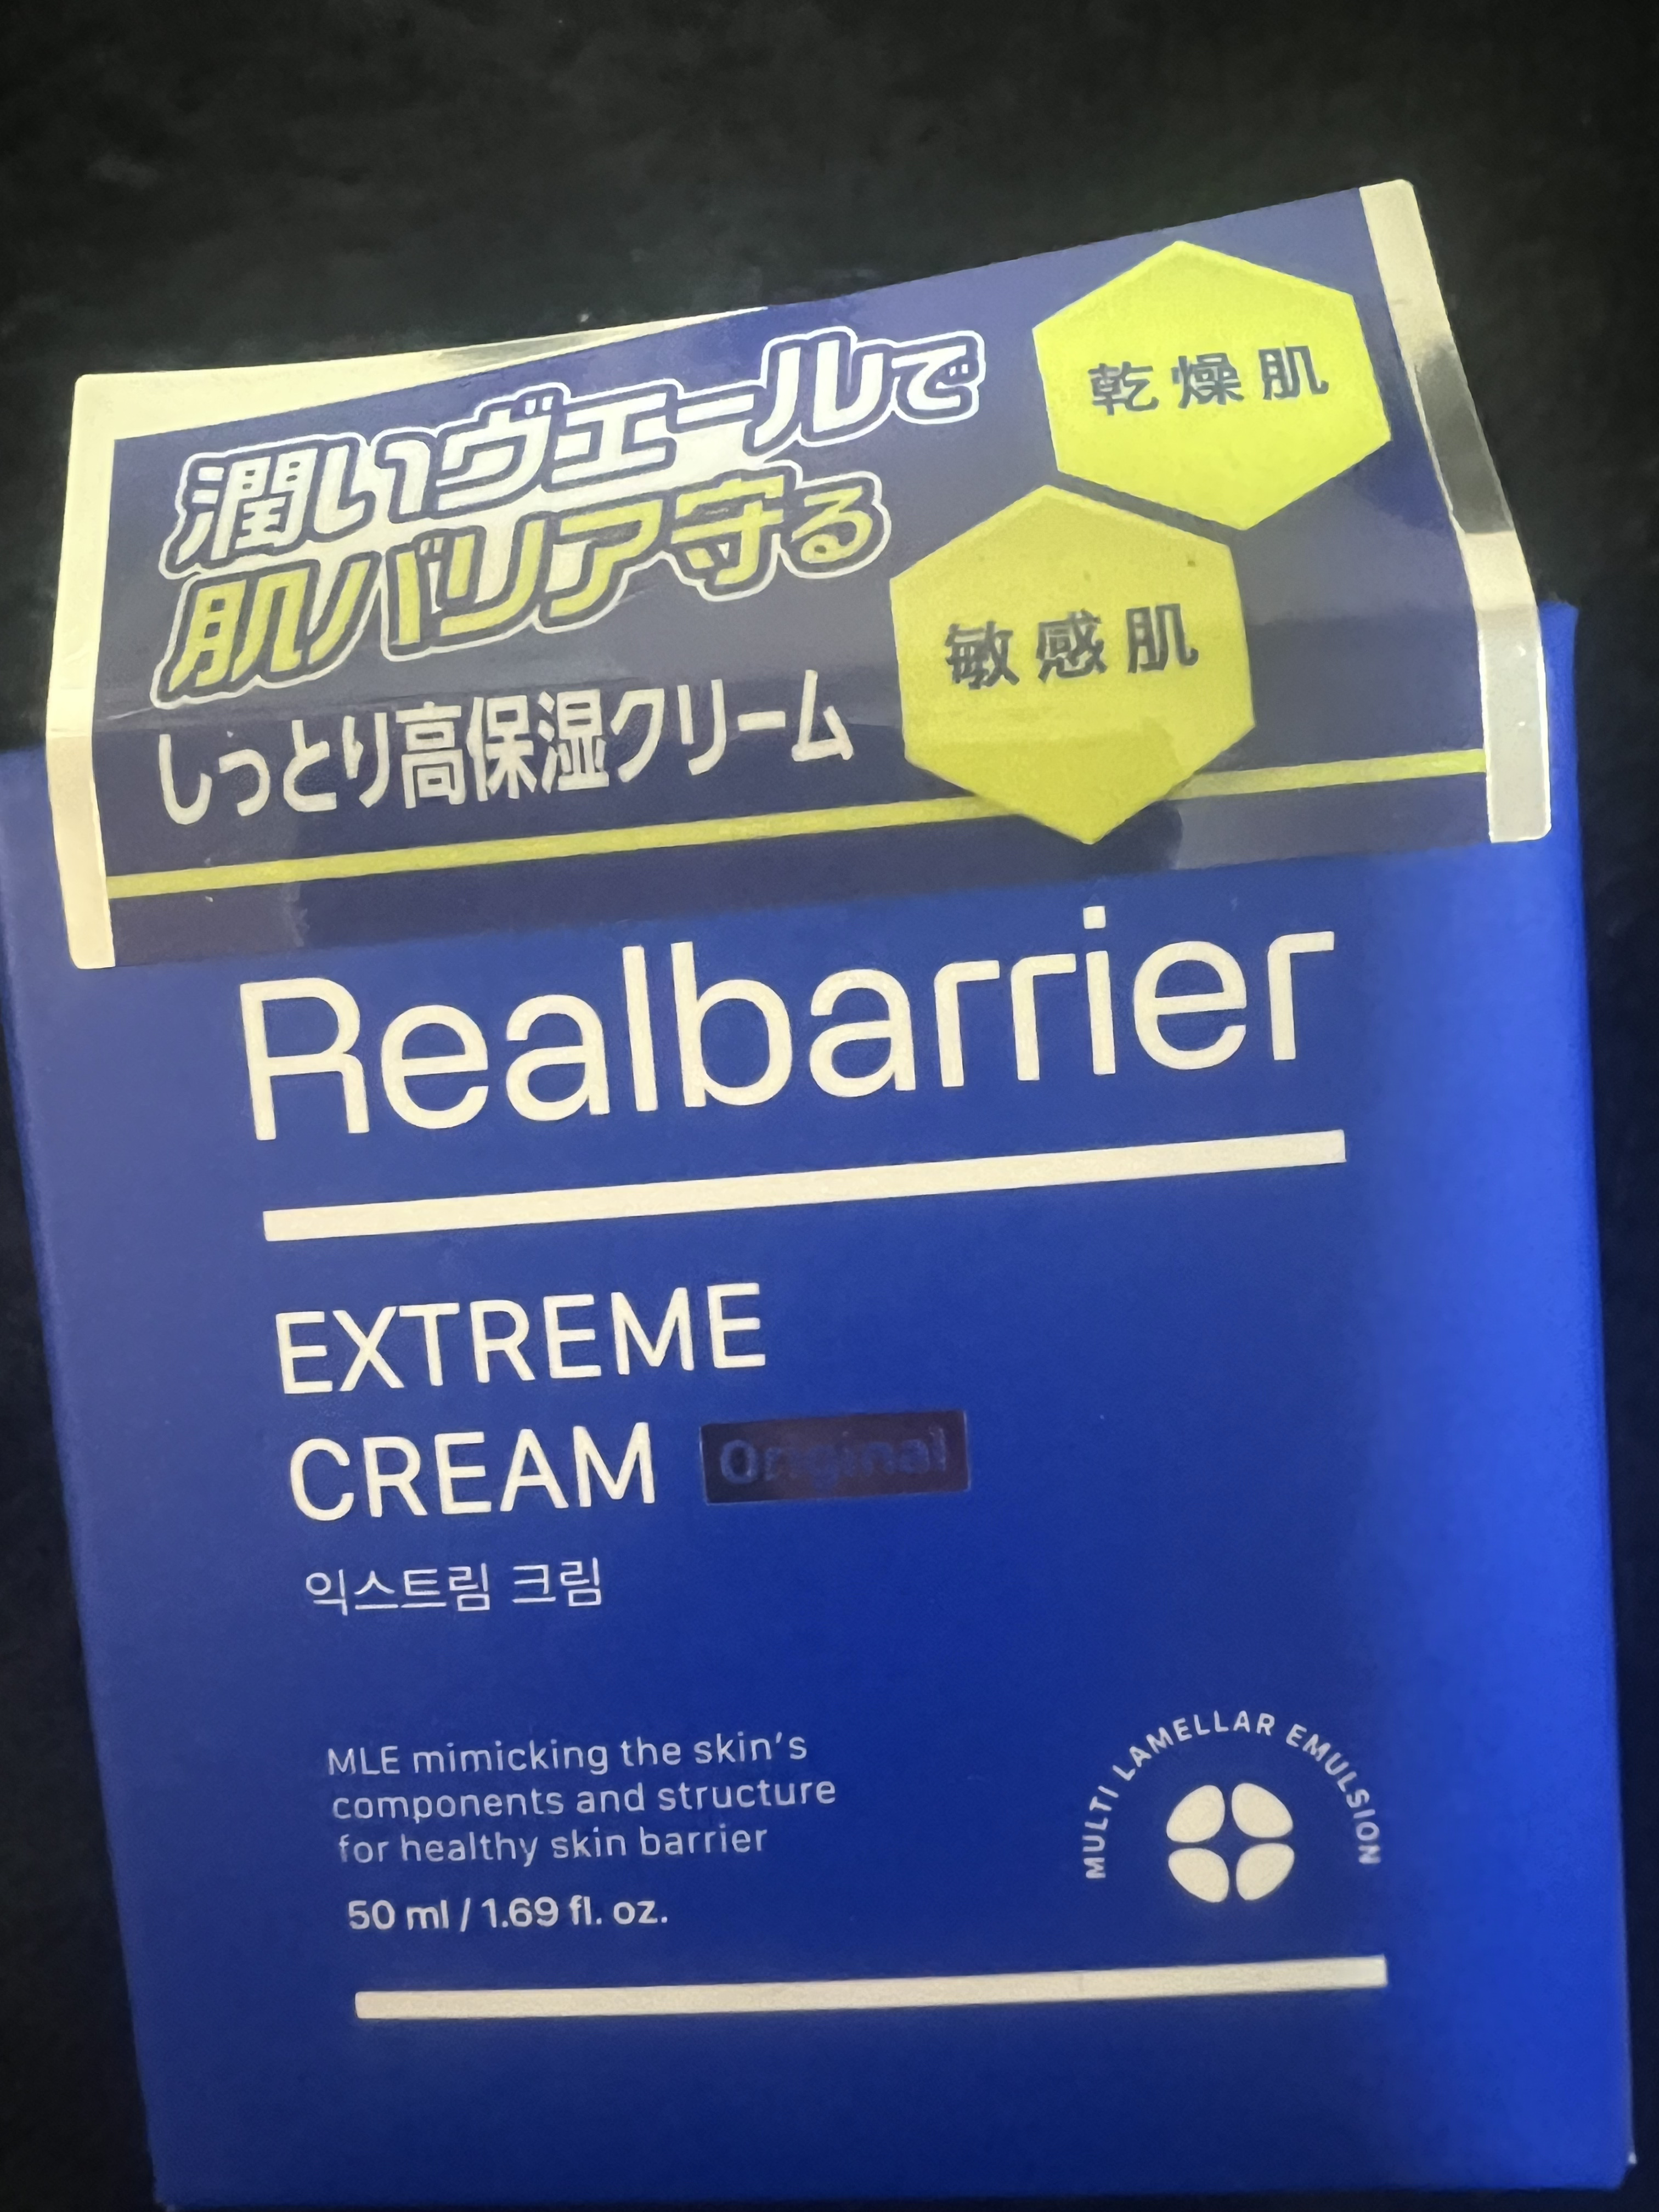 潤いヴェールで
肌バリア守る
しっとり高保湿クリーム
乾燥肌
敏感肌
Realbarrier
EXTREME
CREAM Original
익스트림 크림
MLE mimicking the skin's
components and structure
for healthy skin barrier
50 ml / 1.69 fl. oz.
MULTI LAMELLAR EMULSION